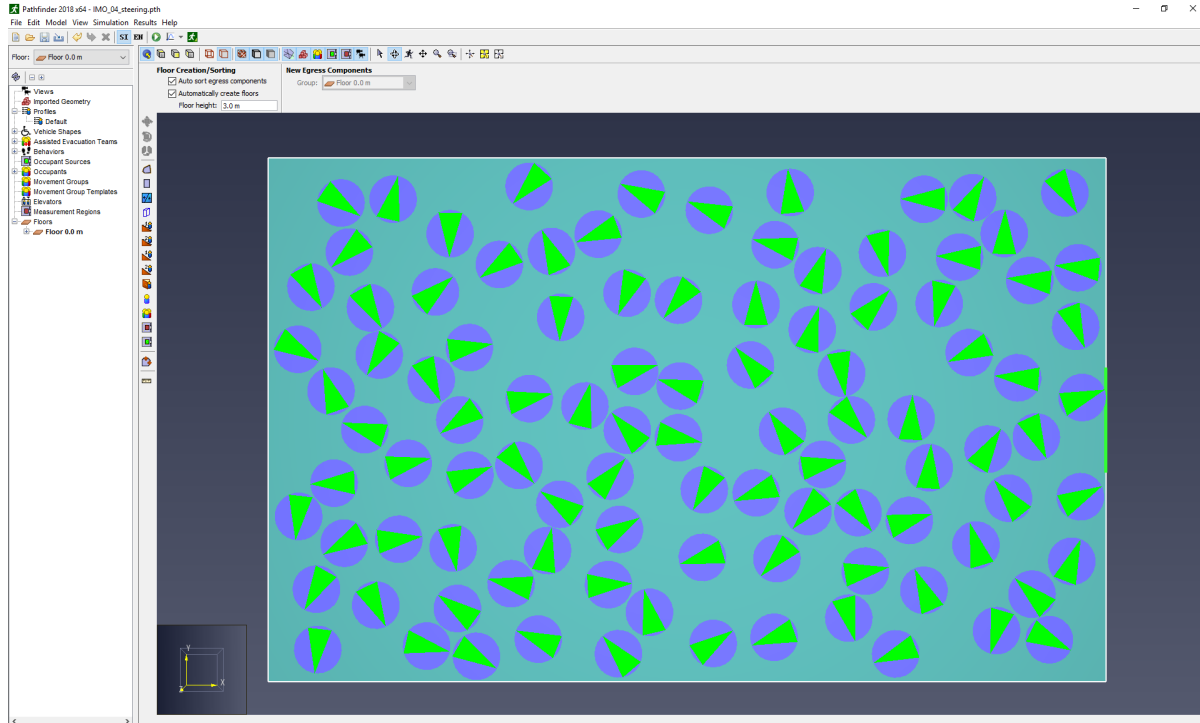 Pathfinder 2018 x64 - IMO_04_steering.pth
File Edit Model View Simulation Results Help
SI EN
Floor: Floor 0.0 m
Floor Creation/Sorting
Auto sort egress components
Automatically create floors
Floor height: 3.0 m
New Egress Components
Group: Floor 0.0 m
Views
Imported Geometry
Profiles
Default
Vehicle Shapes
Assisted Evacuation Teams
Behaviors
Occupant Sources
Occupants
Movement Groups
Movement Group Templates
Elevators
Measurement Regions
Floors
Floor 0.0 m
Y
X